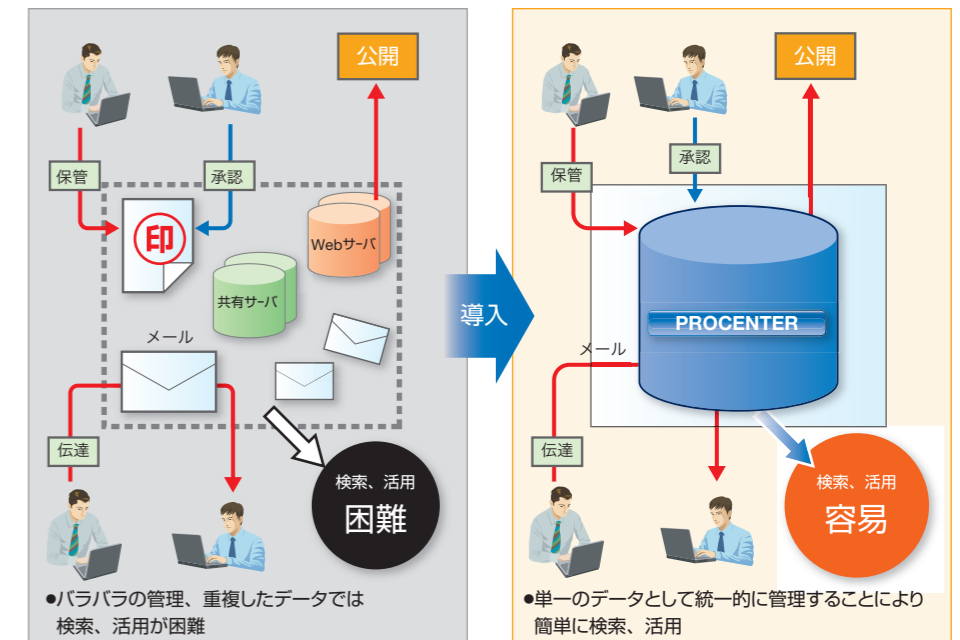 公開
保管
承認
印
Webサーバ
共有サーバ
メール
伝達
検索、活用
困難
●バラバラの管理、重複したデータでは
検索、活用が困難
導入
公開
承認
保管
PROCENTER
メール
伝達
検索、活用
容易
●単一のデータとして統一的に管理することにより
簡単に検索、活用